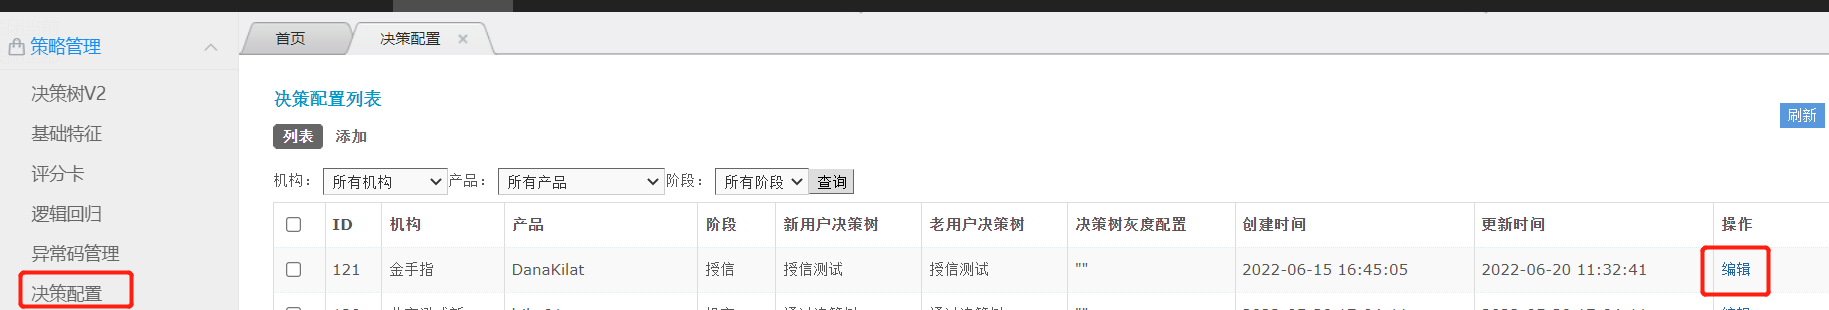 策略管理
首页
决策配置 ×
决策树V2
基础特征
评分卡
逻辑回归
异常码管理
决策配置
决策配置列表
刷新
列表 添加
机构： 所有机构 产品： 所有产品 阶段： 所有阶段 查询
ID 机构 产品 阶段 新用户决策树 老用户决策树 决策树灰度配置 创建时间 更新时间 操作
121 金手指 DanaKilat 授信 授信测试 授信测试 "" 2022-06-15 16:45:05 2022-06-20 11:32:41 编辑